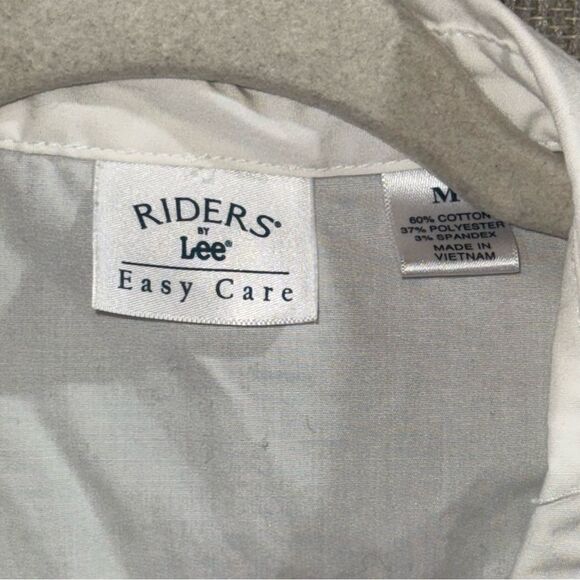 RIDERS®
BY
Lee®
Easy Care
M
60% COTTON
37% POLYESTER
3% SPANDEX
MADE IN
VIETNAM